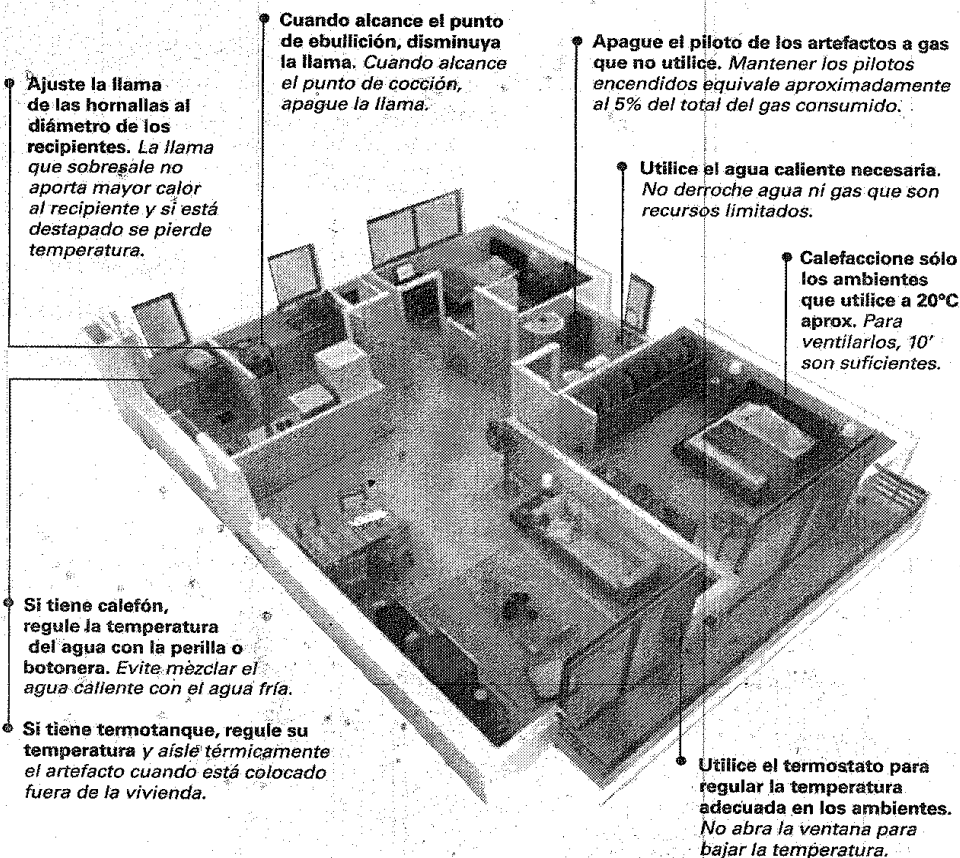 Cuando alcance el punto
de ebullición, disminuya
la llama. Cuando alcance
el punto de cocción,
apague la llama.
Apague el piloto de los artefactos a gas
que no utilice. Mantener los pilotos
encendidos equivale aproximadamente
al 5% del total del gas consumido.
Ajuste la llama
de las hornallas al
diámetro de los
recipientes. La llama
que sobresale no
aporta mayor calor
al recipiente y si está
destapado se pierde
temperatura.
Utilice el agua caliente necesaria.
No derroche agua ni gas que son
recursos limitados.
Calefaccione sólo
los ambientes
que utilice a 20°C
aprox. Para
ventilarlos, 10'
son suficientes.
Si tiene calefón,
regule la temperatura
del agua con la perilla o
botonera. Evite mezclar el
agua caliente con el agua fría.
Si tiene termotanque, regule su
temperatura y aísle térmicamente
el artefacto cuando está colocado
fuera de la vivienda.
Utilice el termostato para
regular la temperatura
adecuada en los ambientes.
No abra la ventana para
bajar la temperatura.